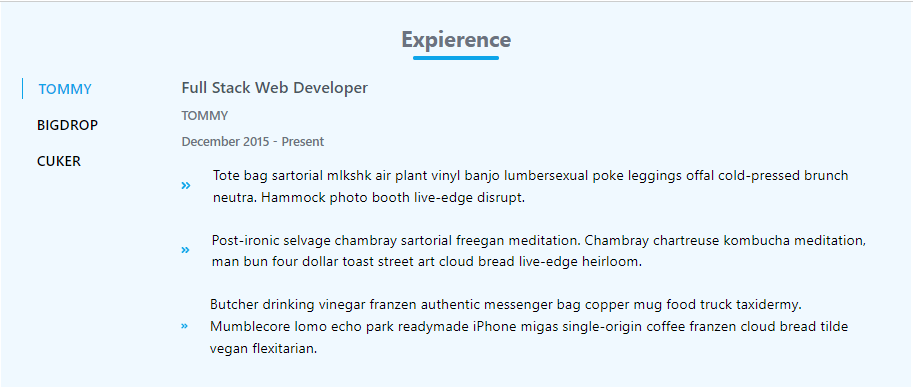 Expierence
TOMMY
BIGDROP
CUKER
Full Stack Web Developer
TOMMY
December 2015 - Present
Tote bag sartorial mlkshk air plant vinyl banjo lumbersexual poke leggings offal cold-pressed brunch
neutra. Hammock photo booth live-edge disrupt.
Post-ironic selvage chambray sartorial freegan meditation. Chambray chartreuse kombucha meditation,
man bun four dollar toast street art cloud bread live-edge heirloom.
Butcher drinking vinegar franzen authentic messenger bag copper mug food truck taxidermy.
Mumblecore lomo echo park readymade iPhone migas single-origin coffee franzen cloud bread tilde
vegan flexitarian.